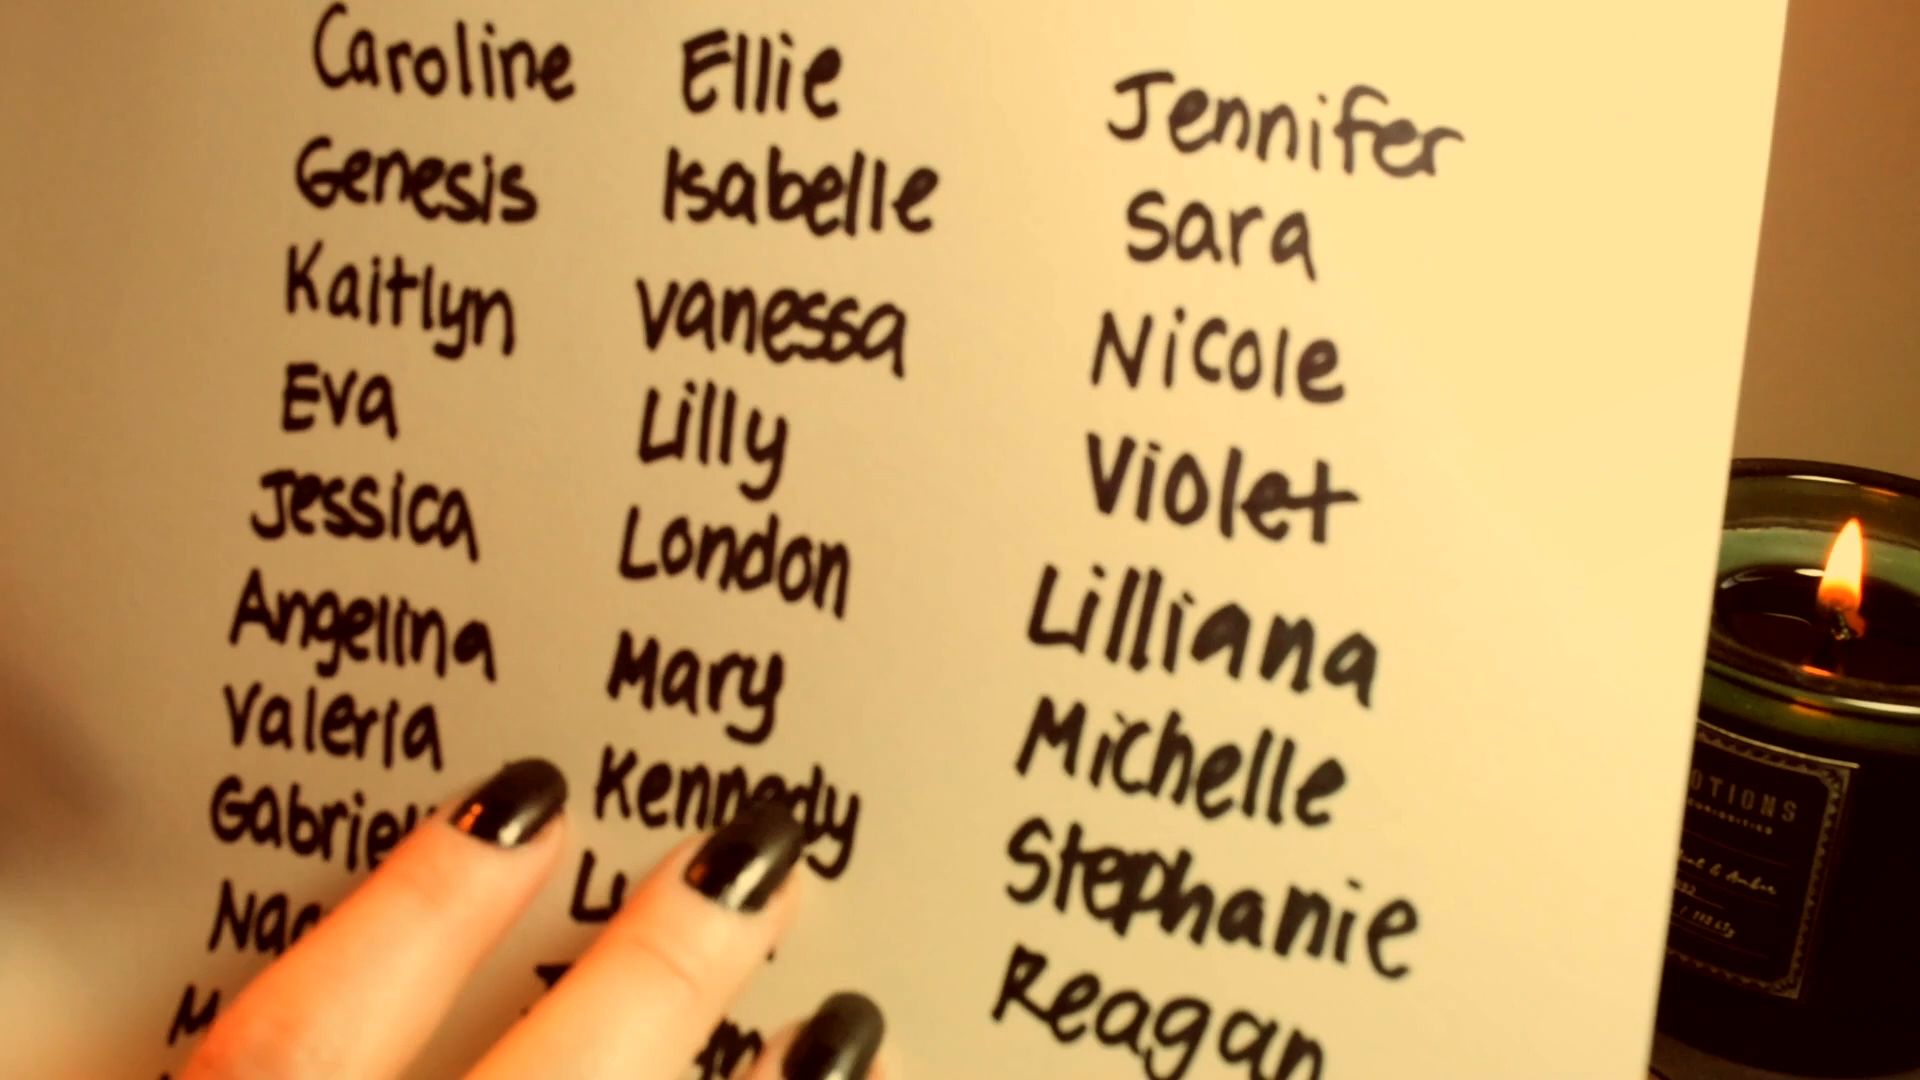 Caroline
Genesis
Kaitlyn
Eva
Jessica
Angelina
Valeria
Ellie
Isabelle
Vanessa
Lilly
London
Mary
Kennedy
Jennifer
Sara
Nicole
Violet
Lilliana
Michelle
Stephanie
Reagan
OTIONS